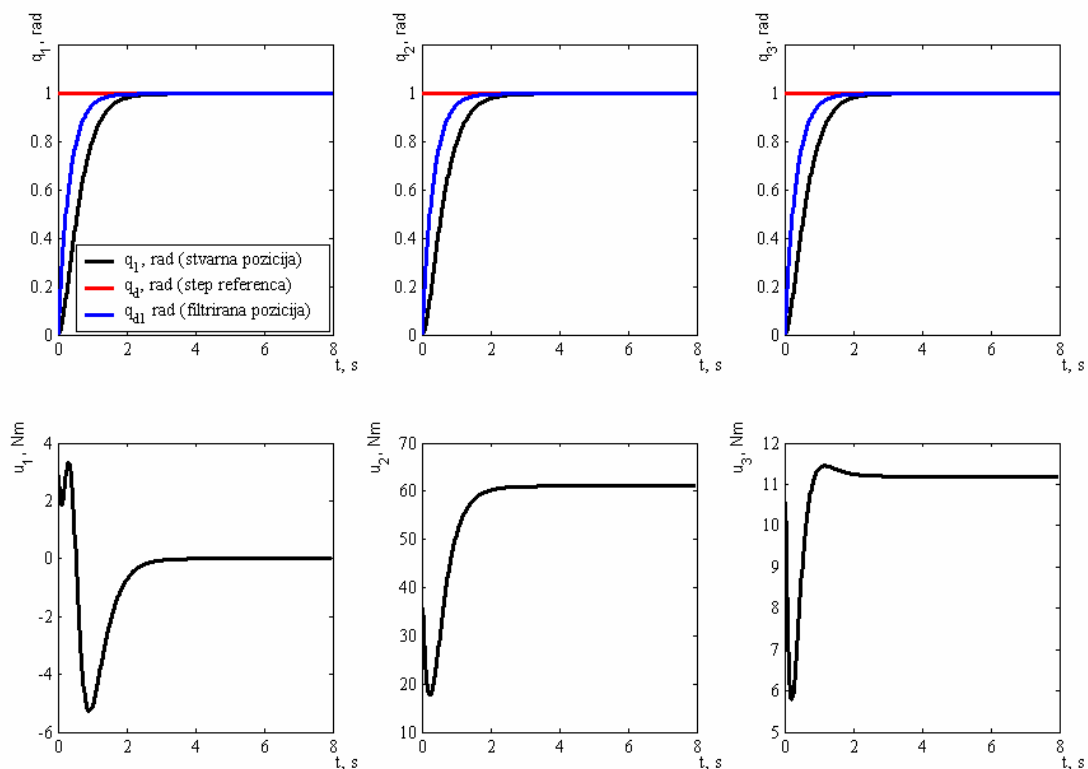 q1, rad
1
0.8
0.6
0.4
0.2
0
0 2 4 6 8
t, s
q1, rad (stvarna pozicija)
qd, rad (step referenca)
qd1 rad (filtrirana pozicija)
q2, rad
1
0.8
0.6
0.4
0.2
0
0 2 4 6 8
t, s
q3, rad
1
0.8
0.6
0.4
0.2
0
0 2 4 6 8
t, s
u1, Nm
4
2
0
-2
-4
-6
0 2 4 6 8
t, s
u2, Nm
70
60
50
40
30
20
10
0 2 4 6 8
t, s
u3, Nm
12
11
10
9
8
7
6
5
0 2 4 6 8
t, s